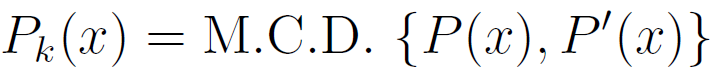 P_k(x) = M.C.D. {P(x), P'(x)}